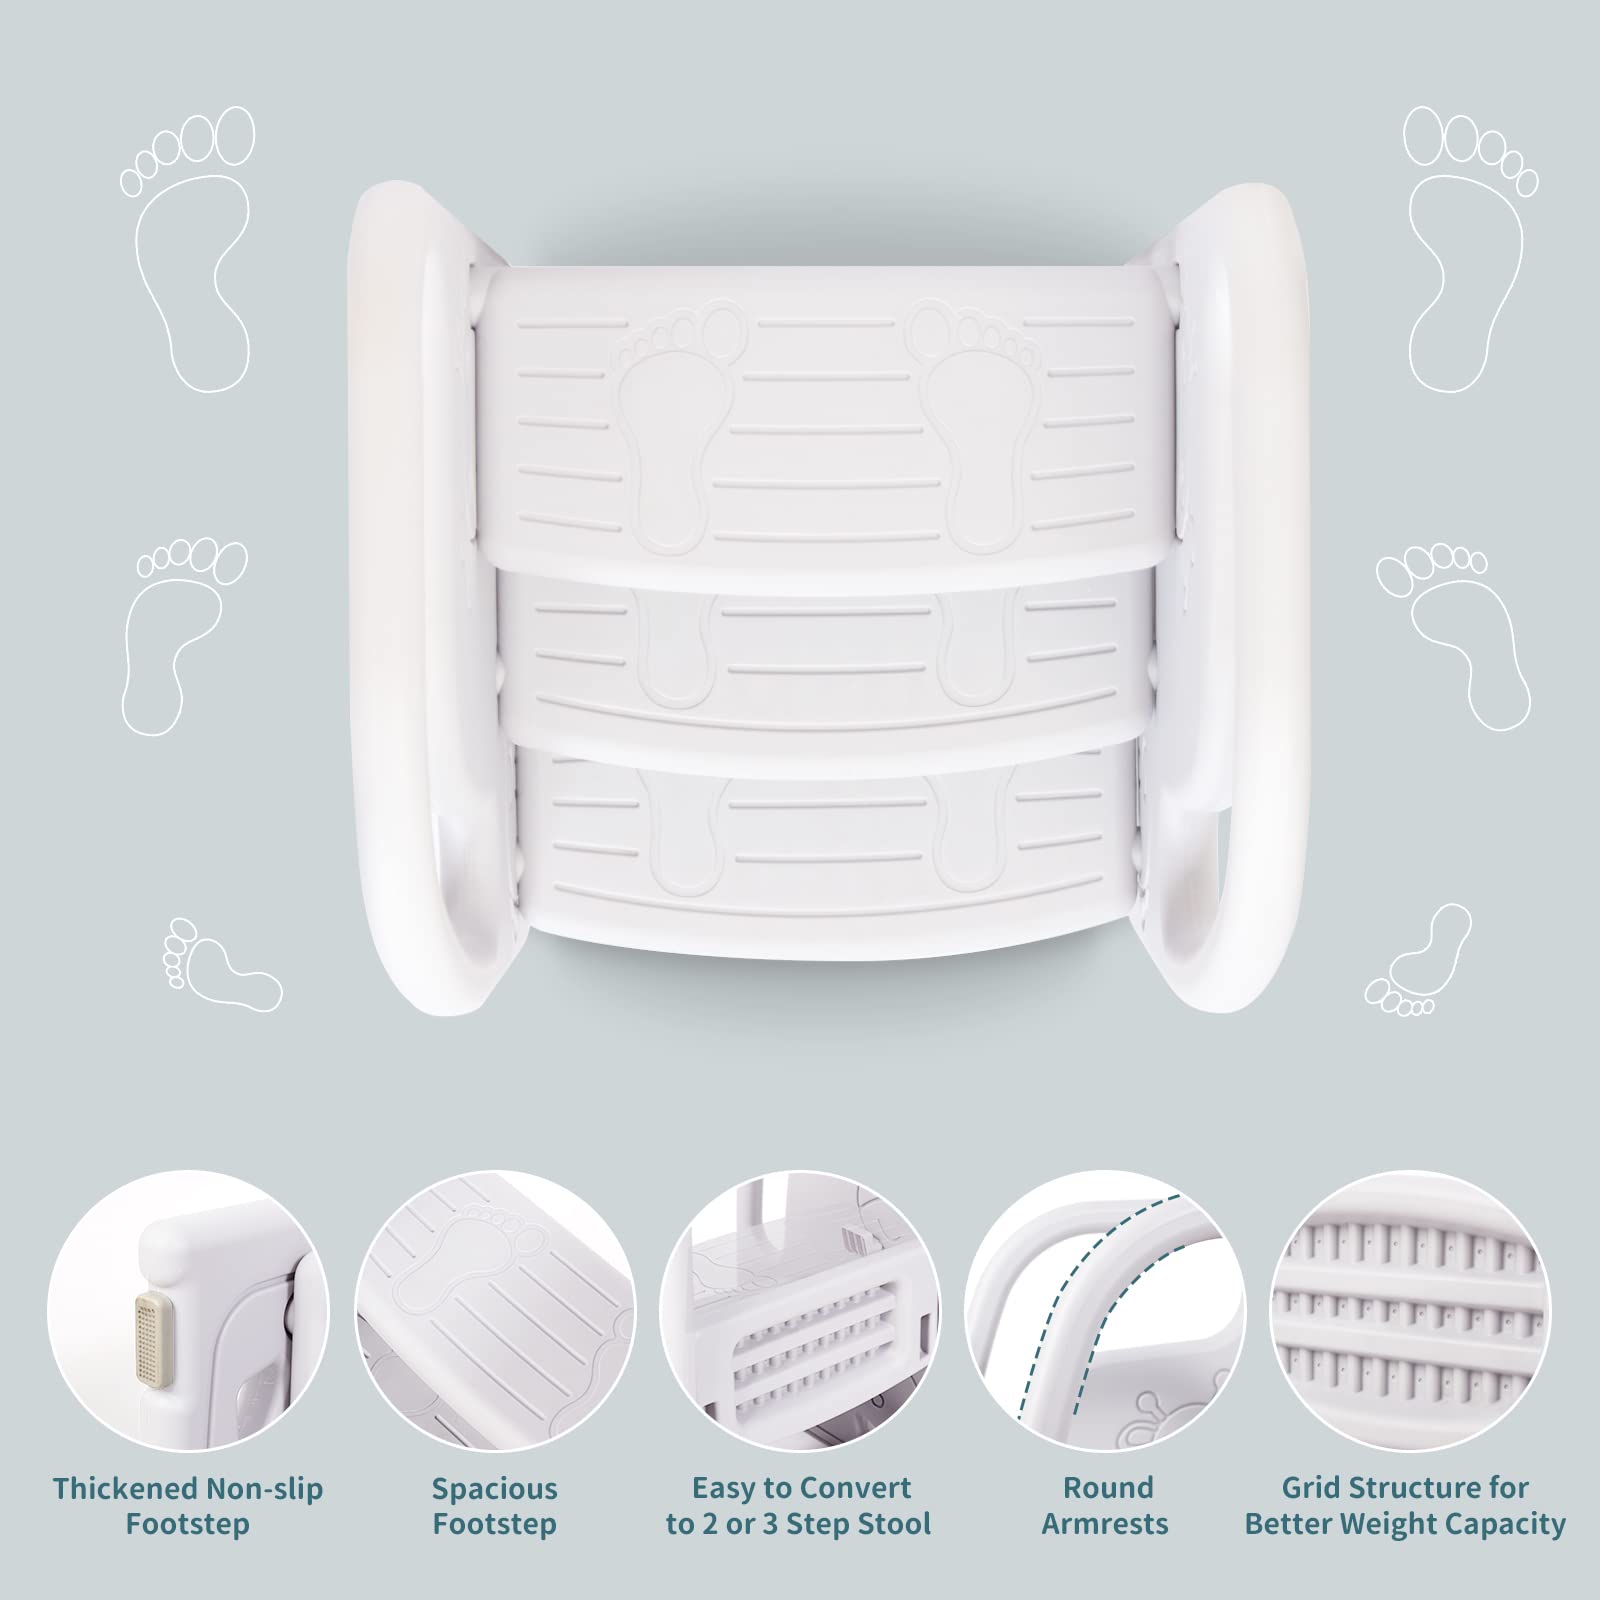 Thickened Non-slip
Footstep
Spacious
Footstep
Easy to Convert
to 2 or 3 Step Stool
Round
Armrests
Grid Structure for
Better Weight Capacity